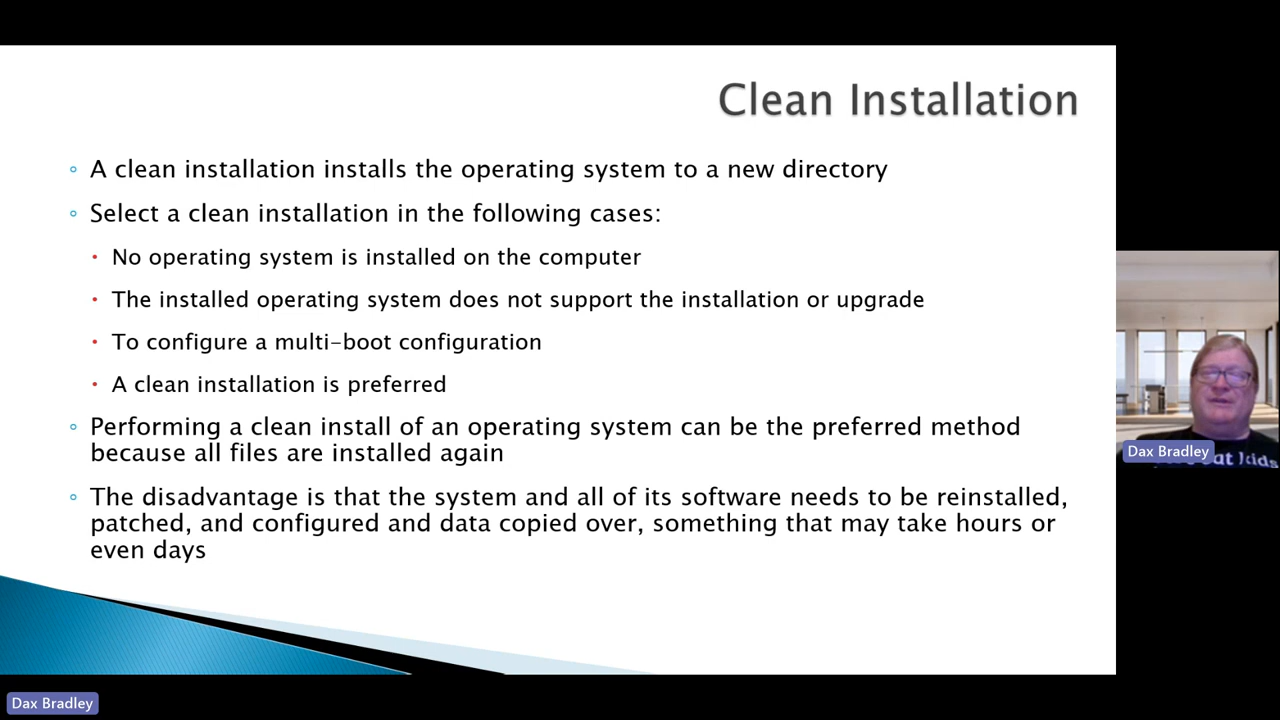 Clean Installation
A clean installation installs the operating system to a new directory
Select a clean installation in the following cases:
No operating system is installed on the computer
The installed operating system does not support the installation or upgrade
To configure a multi-boot configuration
A clean installation is preferred
Performing a clean install of an operating system can be the preferred method
because all files are installed again
The disadvantage is that the system and all of its software needs to be reinstalled,
patched, and configured and data copied over, something that may take hours or
even days
Dax Bradley
kids
Dax Bradley